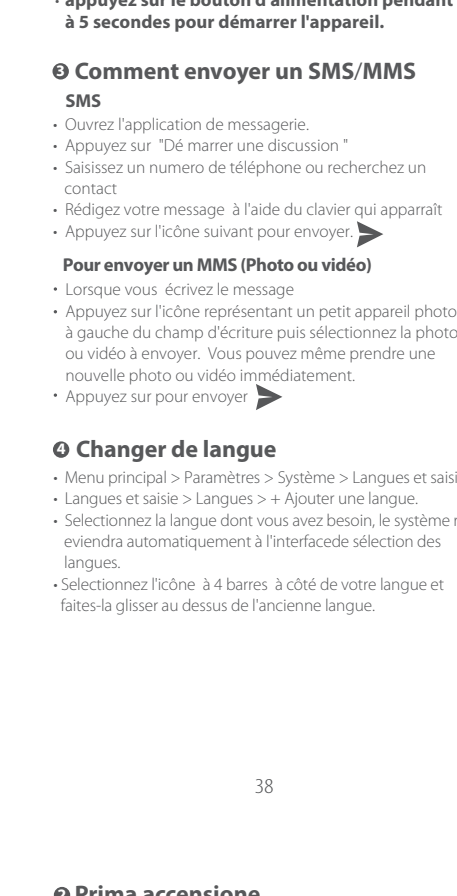 • appuyez sur le bouton d'alimentation pendant
à 5 secondes pour démarrer l'appareil.
❸ Comment envoyer un SMS/MMS
SMS
• Ouvrez l'application de messagerie.
• Appuyez sur "Dé marrer une discussion "
• Saisissez un numero de téléphone ou recherchez un
contact
• Rédigez votre message à l'aide du clavier qui apparraît
• Appuyez sur l'icône suivant pour envoyer.
Pour envoyer un MMS (Photo ou vidéo)
• Lorsque vous écrivez le message
• Appuyez sur l'icône représentant un petit appareil photo
à gauche du champ d'écriture puis sélectionnez la photo
ou vidéo à envoyer. Vous pouvez même prendre une
nouvelle photo ou vidéo immédiatement.
• Appuyez sur pour envoyer
❹ Changer de langue
• Menu principal > Paramètres > Système > Langues et saisi
• Langues et saisie > Langues > + Ajouter une langue.
• Selectionnez la langue dont vous avez besoin, le système r
eviendra automatiquement à l'interfacede sélection des
langues.
• Selectionnez l'icône à 4 barres à côté de votre langue et
faites-la glisser au dessus de l'ancienne langue.
38
❷ Prima accensione